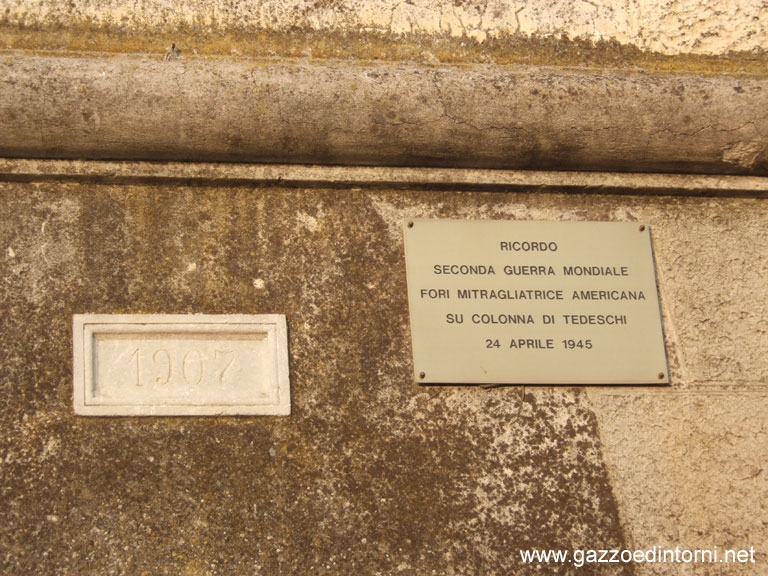 RICORDO
SECONDA GUERRA MONDIALE
FORI MITRAGLIATRICE AMERICANA
SU COLONNA DI TEDESCHI
24 APRILE 1945
1907
www.gazzoedintorni.net